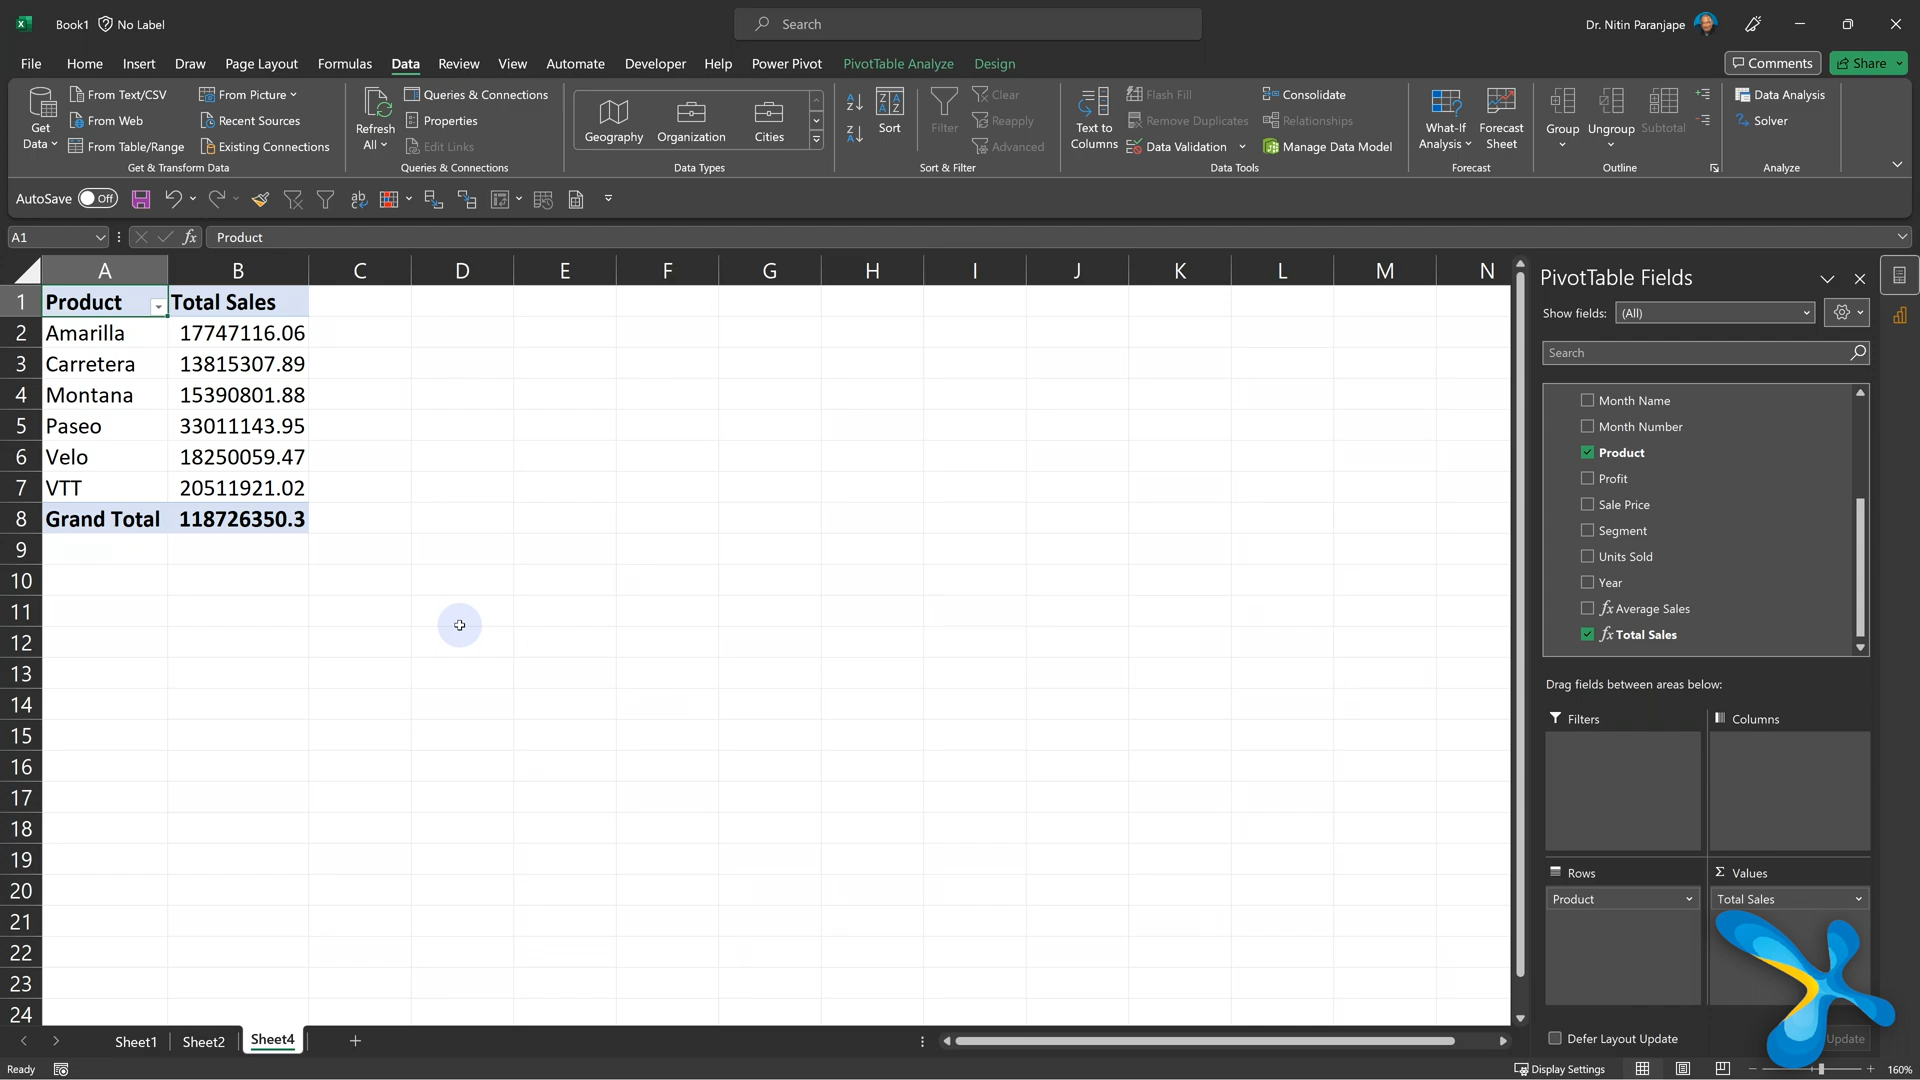 Book1 No Label
Search
Dr. Nitin Paranjape
File Home Insert Draw Page Layout Formulas Data Review View Automate Developer Help Power Pivot PivotTable Analyze Design
Comments Share
Get Data
From Text/CSV
From Web
From Table/Range
From Picture
Recent Sources
Existing Connections
Get & Transform Data
Refresh All
Queries & Connections
Properties
Edit Links
Queries & Connections
Geography Organization Cities
Data Types
Sort
Filter
Clear
Reapply
Advanced
Sort & Filter
Text to Columns
Flash Fill
Remove Duplicates
Data Validation
Consolidate
Relationships
Manage Data Model
Data Tools
What-If Analysis
Forecast Sheet
Forecast
Group Ungroup Subtotal
Outline
Data Analysis
Solver
Analyze
AutoSave Off
A1 fx Product
A B C D E F G H I J K L M N
1 Product Total Sales
2 Amarilla 17747116.06
3 Carretera 13815307.89
4 Montana 15390801.88
5 Paseo 33011143.95
6 Velo 18250059.47
7 VTT 20511921.02
8 Grand Total 118726350.3
9
10
11
12
13
14
15
16
17
18
19
20
21
22
23
24
PivotTable Fields
Show fields: (All)
Search
Month Name
Month Number
Product
Profit
Sale Price
Segment
Units Sold
Year
fx Average Sales
fx Total Sales
Drag fields between areas below:
Filters Columns
Rows Σ Values
Product Total Sales
Defer Layout Update Update
Sheet1 Sheet2 Sheet4
Ready
Display Settings 160%